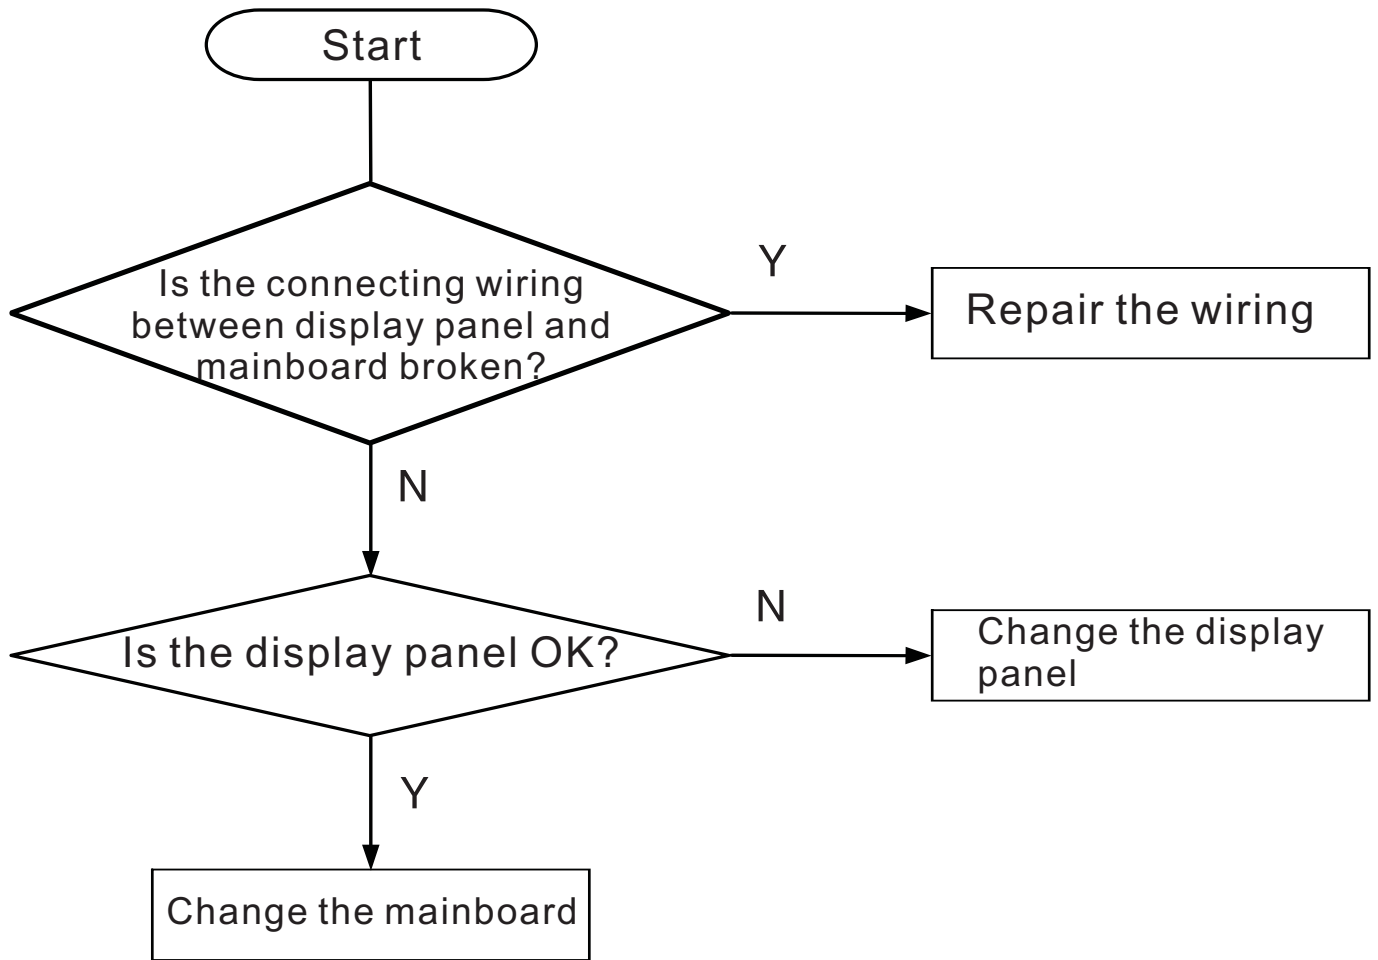 Start
Is the connecting wiring
between display panel and
mainboard broken?
Y
Repair the wiring
N
Is the display panel OK?
N
Change the display
panel
Y
Change the mainboard